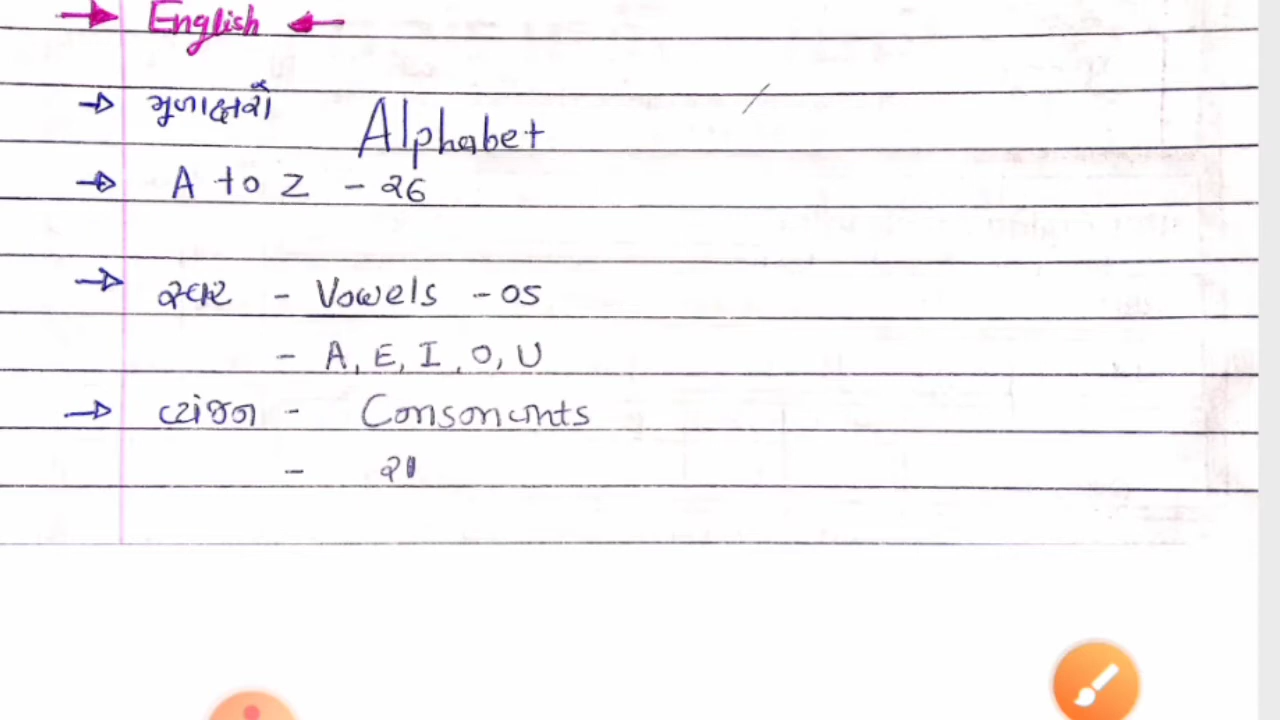 → English ←
→ મૂળાક્ષરો Alphabet
→ A to Z - 26
→ સ્વર - Vowels - 05
- A, E, I, O, U
→ વ્યંજન - Consonants
- 21